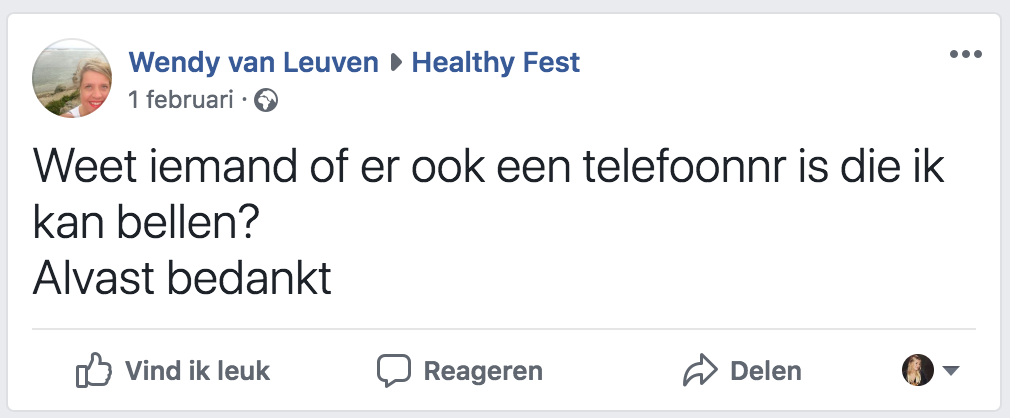 Wendy van Leuven Healthy Fest
1 februari ·
Weet iemand of er ook een telefoonnr is die ik
kan bellen?
Alvast bedankt
Vind ik leuk Reageren Delen